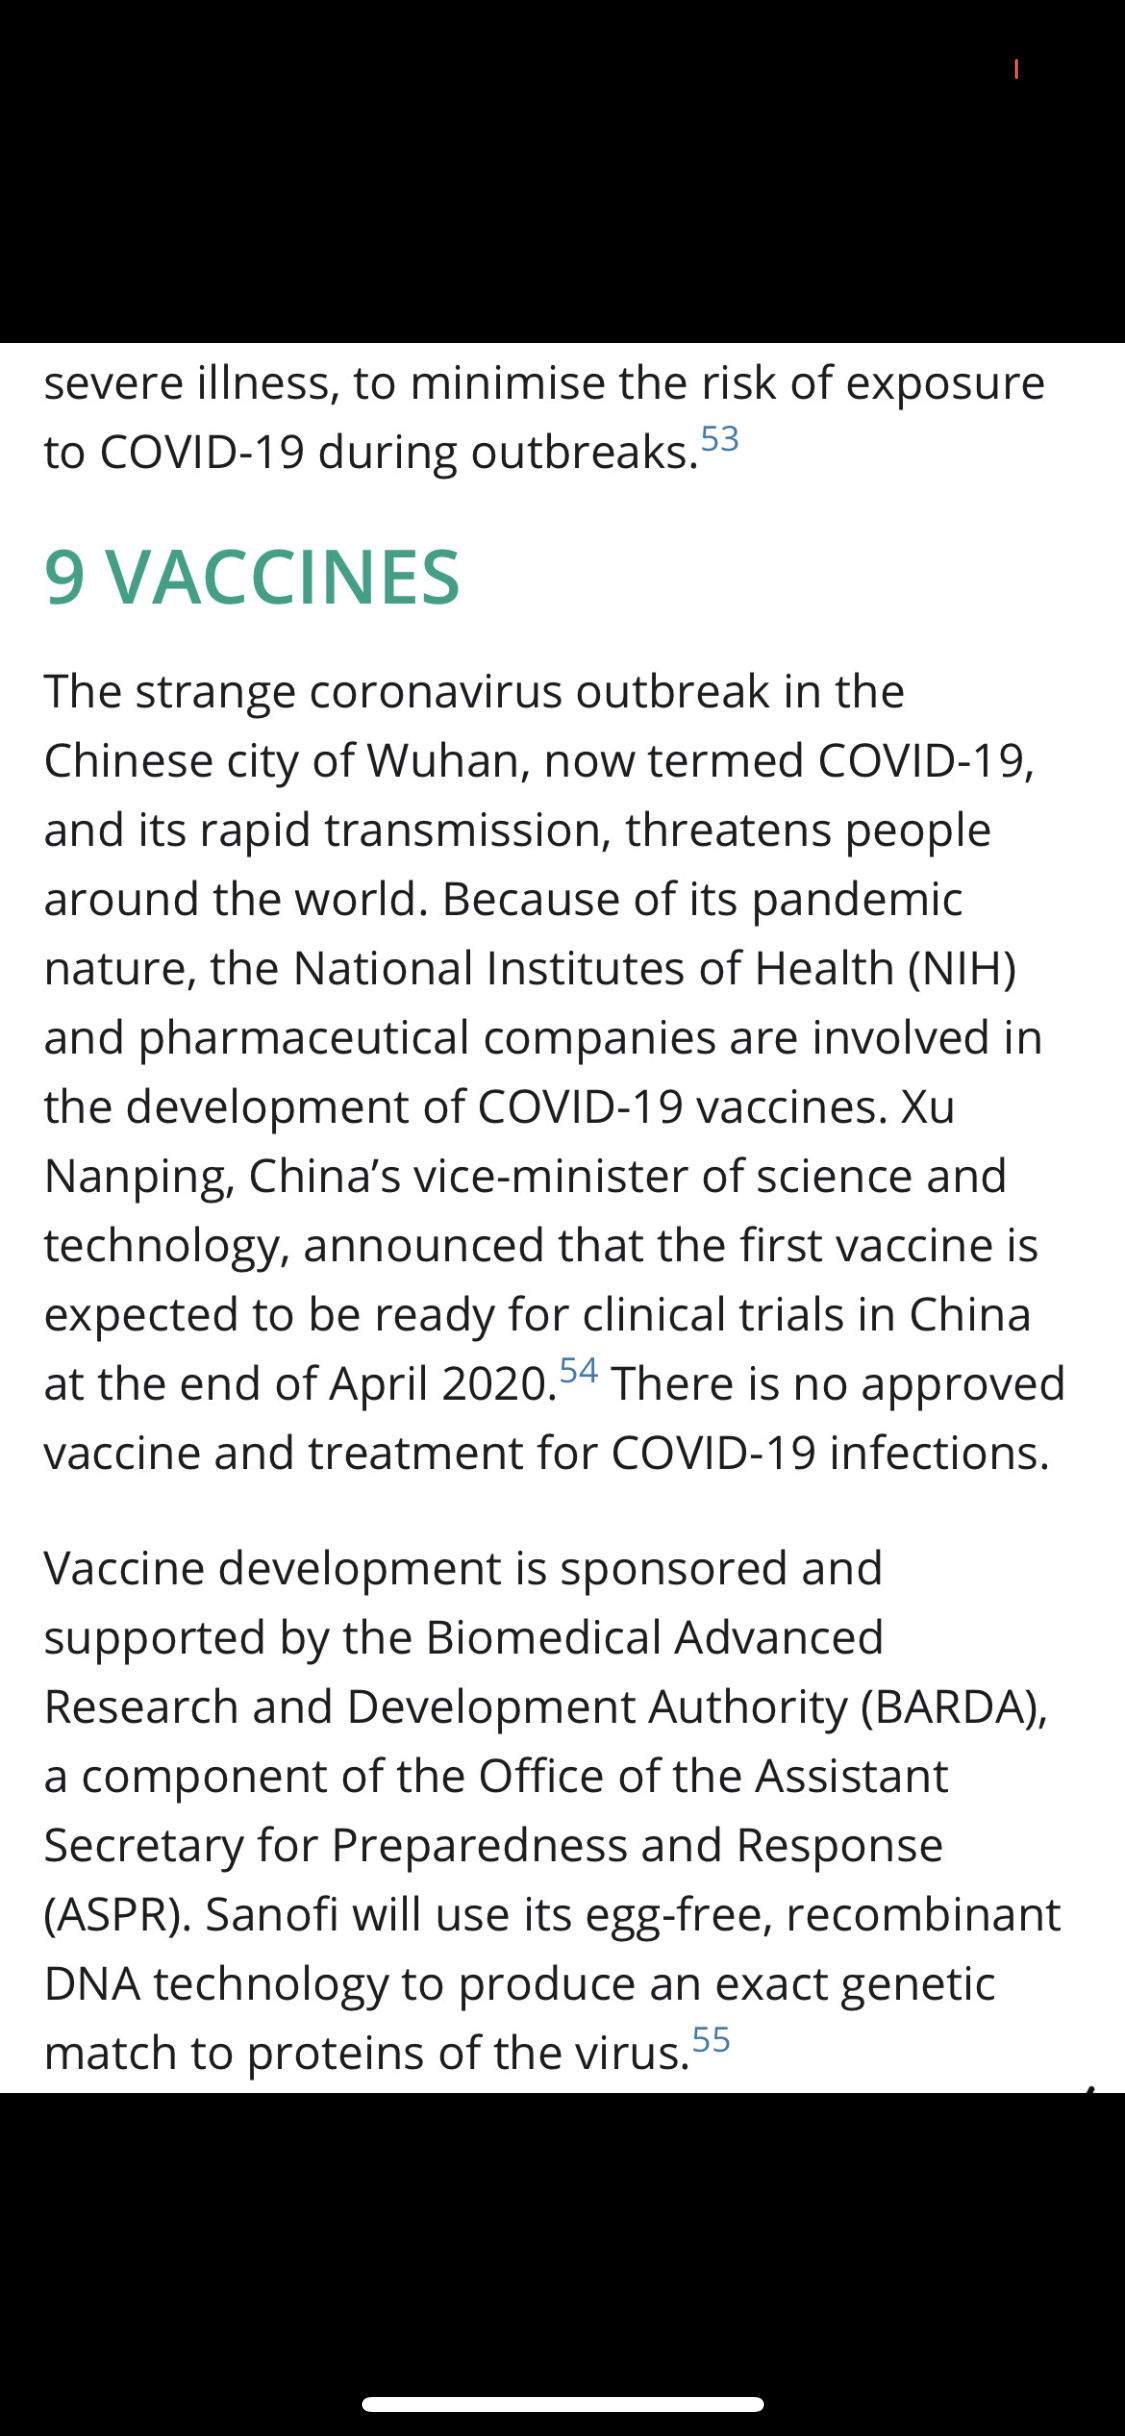 severe illness, to minimise the risk of exposure
to COVID-19 during outbreaks.53
9 VACCINES
The strange coronavirus outbreak in the
Chinese city of Wuhan, now termed COVID-19,
and its rapid transmission, threatens people
around the world. Because of its pandemic
nature, the National Institutes of Health (NIH)
and pharmaceutical companies are involved in
the development of COVID-19 vaccines. Xu
Nanping, China’s vice-minister of science and
technology, announced that the first vaccine is
expected to be ready for clinical trials in China
at the end of April 2020.54 There is no approved
vaccine and treatment for COVID-19 infections.
Vaccine development is sponsored and
supported by the Biomedical Advanced
Research and Development Authority (BARDA),
a component of the Office of the Assistant
Secretary for Preparedness and Response
(ASPR). Sanofi will use its egg-free, recombinant
DNA technology to produce an exact genetic
match to proteins of the virus.55